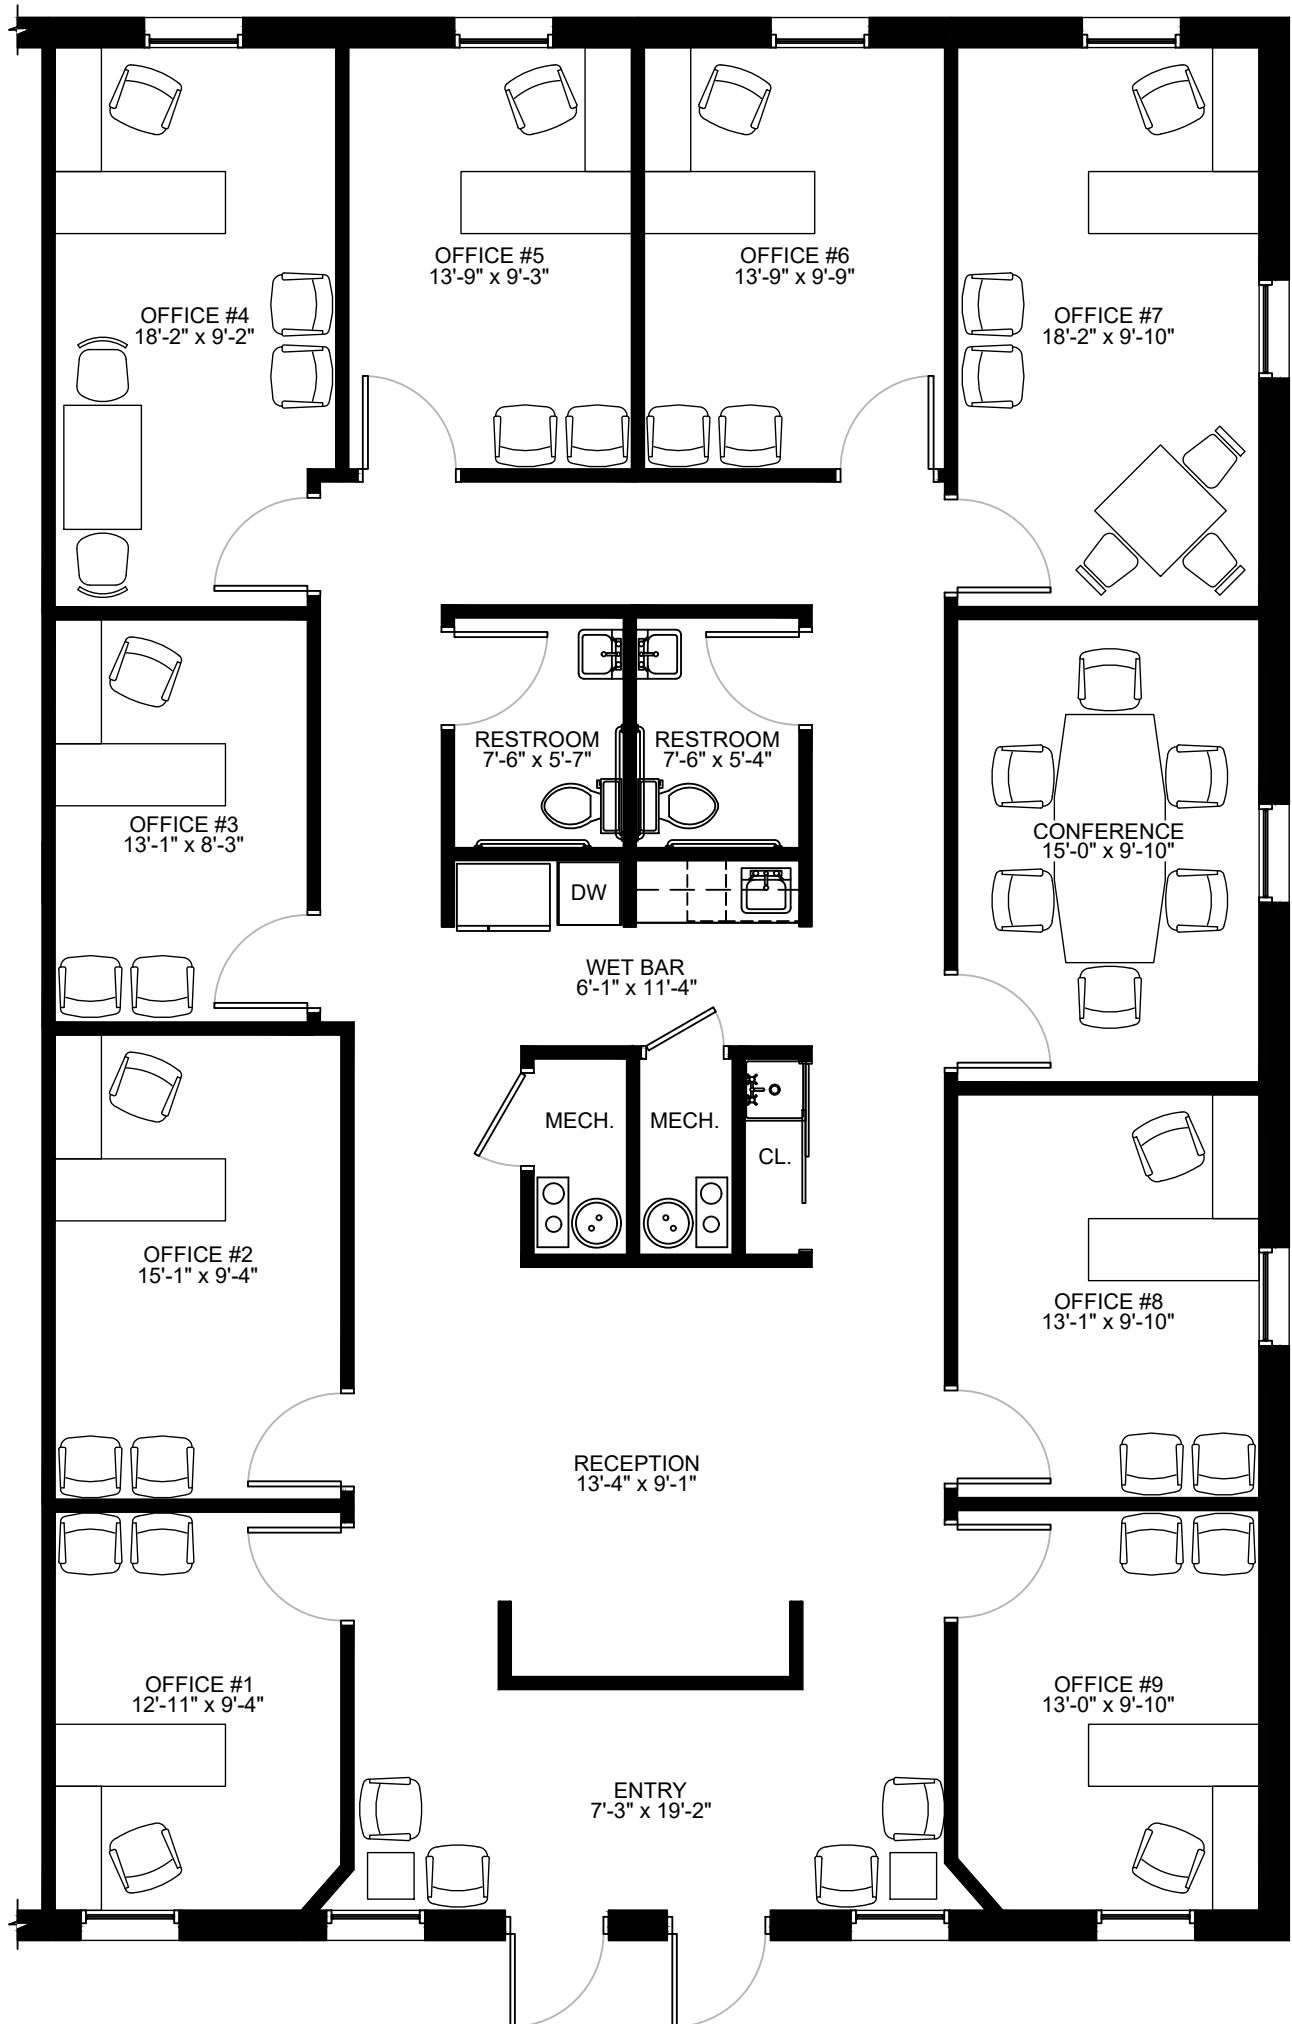 OFFICE #5
13'-9" x 9'-3"
OFFICE #6
13'-9" x 9'-9"
OFFICE #4
18'-2" x 9'-2"
OFFICE #7
18'-2" x 9'-10"
RESTROOM
7'-6" x 5'-7"
RESTROOM
7'-6" x 5'-4"
OFFICE #3
13'-1" x 8'-3"
CONFERENCE
15'-0" x 9'-10"
DW
WET BAR
6'-1" x 11'-4"
MECH.
MECH.
CL.
OFFICE #2
15'-1" x 9'-4"
OFFICE #8
13'-1" x 9'-10"
RECEPTION
13'-4" x 9'-1"
OFFICE #1
12'-11" x 9'-4"
OFFICE #9
13'-0" x 9'-10"
ENTRY
7'-3" x 19'-2"